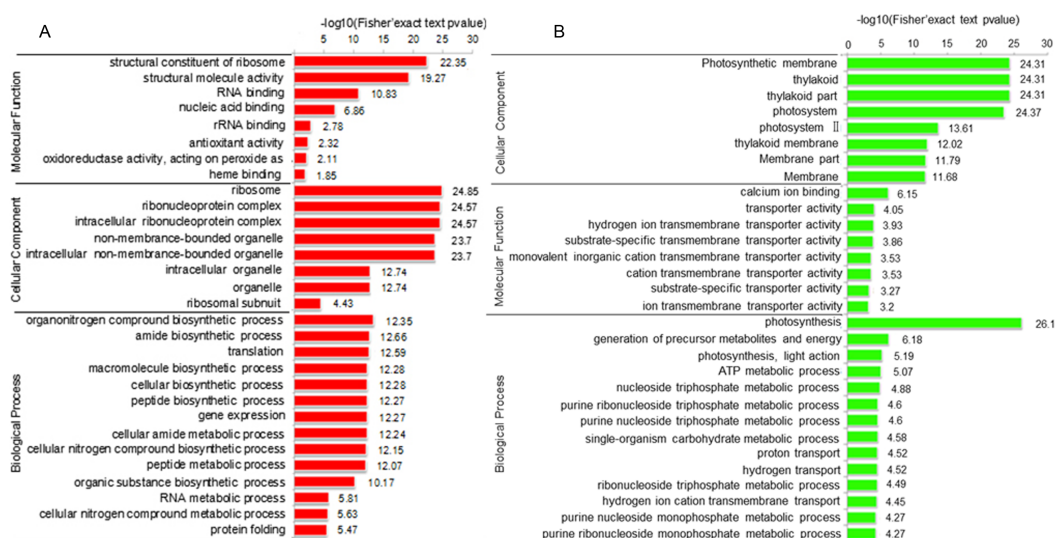 A
-log10(Fisher'exact text pvalue)
5 10 15 20 25 30
Molecular Function
structural constituent of ribosome 22.35
structural molecule activity 19.27
RNA binding 10.83
nucleic acid binding 6.86
rRNA binding 2.78
antioxitant activity 2.32
oxidoreductase activity, acting on peroxide as 2.11
heme binding 1.85
Cellular Component
ribosome 24.85
ribonucleoprotein complex 24.57
intracellular ribonucleoprotein complex 24.57
non-membrance-bounded organelle 23.7
intracellular non-membrance-bounded organelle 23.7
intracellular organelle 12.74
organelle 12.74
ribosomal subnuit 4.43
Biological Process
organonitrogen compound biosynthetic process 12.35
amide biosynthetic process 12.66
translation 12.59
macromolecule biosynthetic process 12.28
cellular biosynthetic process 12.28
peptide biosynthetic process 12.27
gene expression 12.27
cellular amide metabolic process 12.24
cellular nitrogen compound biosynthetic process 12.15
peptide metabolic process 12.07
organic substance biosynthetic process 10.17
RNA metabolic process 5.81
cellular nitrogen compound metabolic process 5.63
protein folding 5.47
B
-log10(Fisher'exact text pvalue)
0 5 10 15 20 25 30
Cellular Component
Photosynthetic membrane 24.31
thylakoid 24.31
thylakoid part 24.31
photosystem 24.37
photosystem Ⅱ 13.61
thylakoid membrane 12.02
Membrane part 11.79
Membrane 11.68
Molecular Function
calcium ion binding 6.15
transporter activity 4.05
hydrogen ion transmembrane transporter activity 3.93
substrate-specific transmembrane transporter activity 3.86
monovalent inorganic cation transmembrane transporter activity 3.53
cation transmembrane transporter activity 3.53
substrate-specific transporter activity 3.27
ion transmembrane transporter activity 3.2
Biological Process
photosynthesis 26.1
generation of precursor metabolites and energy 6.18
photosynthesis, light action 5.19
ATP metabolic process 5.07
nucleoside triphosphate metabolic process 4.88
purine ribonucleoside triphosphate metabolic process 4.6
purine nucleoside triphosphate metabolic process 4.6
single-organism carbohydrate metabolic process 4.58
proton transport 4.52
hydrogen transport 4.52
ribonucleoside triphosphate metabolic process 4.49
hydrogen ion cation transmembrane transport 4.45
purine nucleoside monophosphate metabolic process 4.27
purine ribonucleoside monophosphate metabolic process 4.27